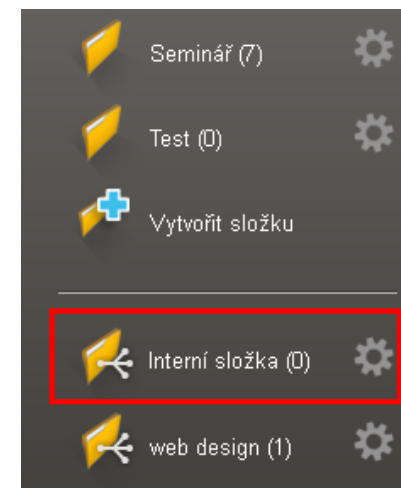 Seminář (7)
Test (0)
Vytvořit složku
Interní složka (0)
web design (1)